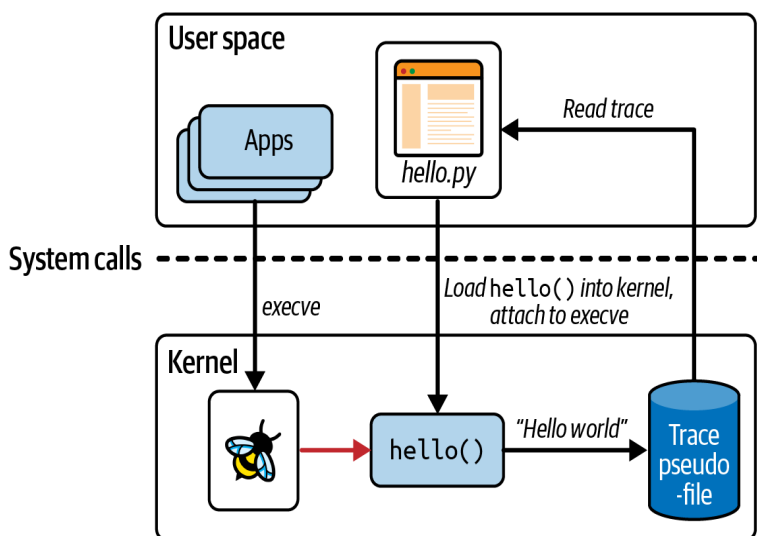 User space
Apps
hello.py
Read trace
System calls
execve
Load hello() into kernel,
attach to execve
Kernel
hello()
"Hello world"
Trace
pseudo
-file